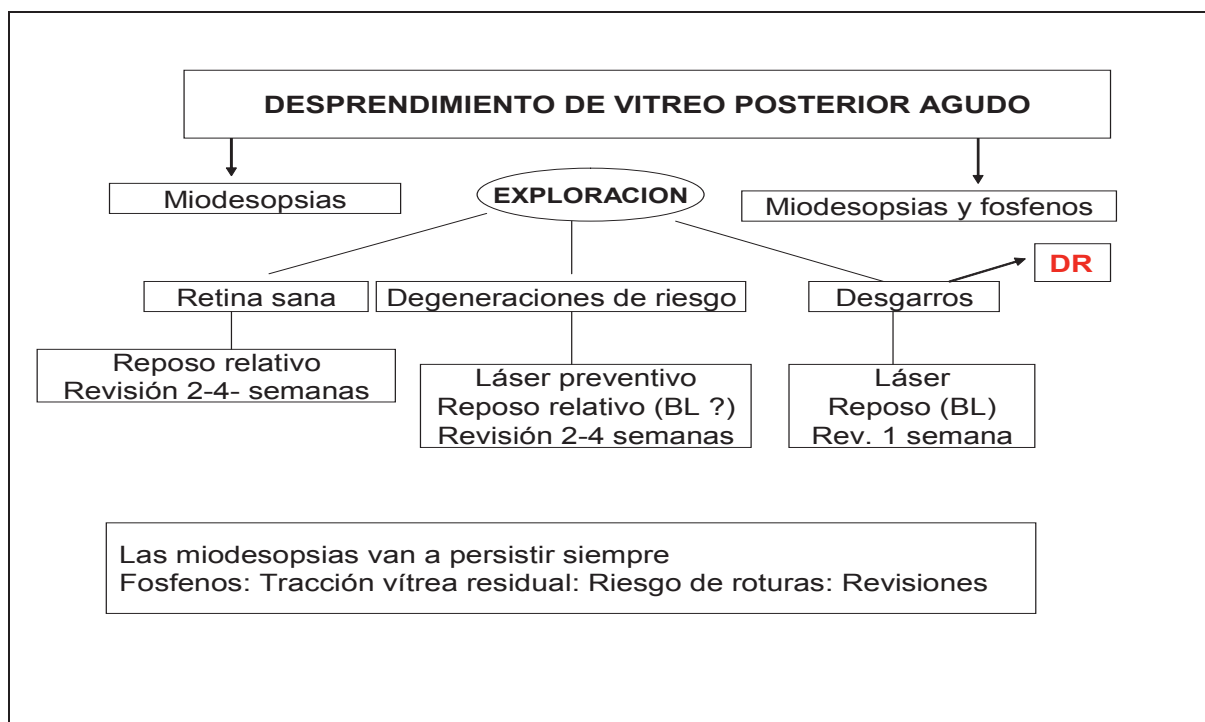 DESPRENDIMIENTO DE VITREO POSTERIOR AGUDO
Miodesopsias
EXPLORACION
Miodesopsias y fosfenos
DR
Retina sana
Degeneraciones de riesgo
Desgarros
Reposo relativo
Revisión 2-4- semanas
Láser preventivo
Reposo relativo (BL ?)
Revisión 2-4 semanas
Láser
Reposo (BL)
Rev. 1 semana
Las miodesopsias van a persistir siempre
Fosfenos: Tracción vítrea residual: Riesgo de roturas: Revisiones